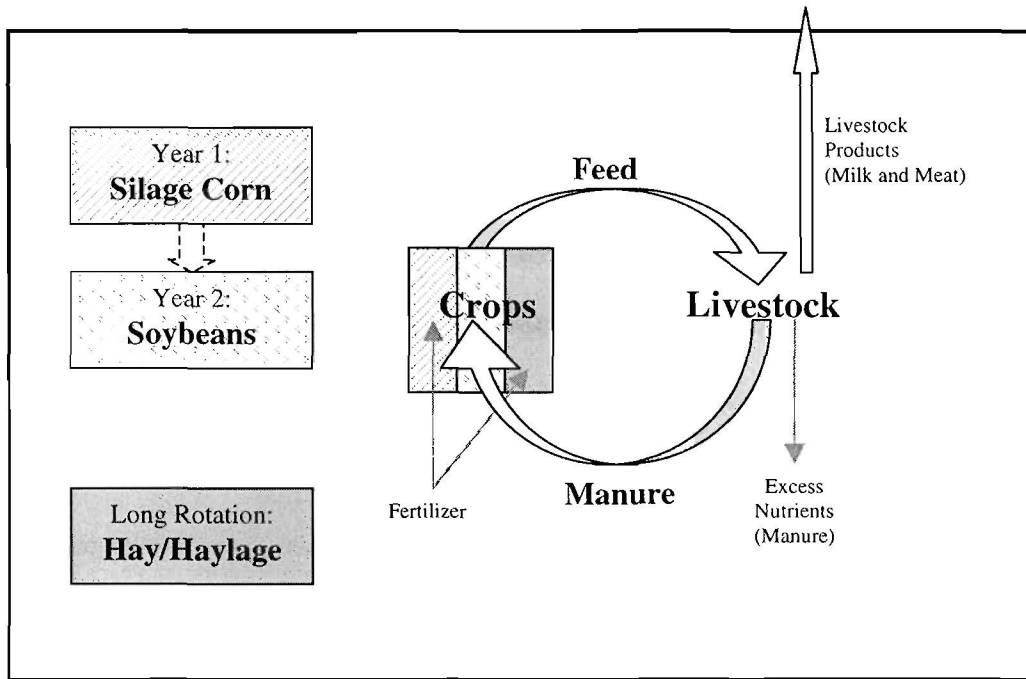 Year 1:
Silage Corn
Year 2:
Soybeans
Long Rotation:
Hay/Haylage
Feed
Crops
Livestock
Manure
Fertilizer
Livestock
Products
(Milk and Meat)
Excess
Nutrients
(Manure)